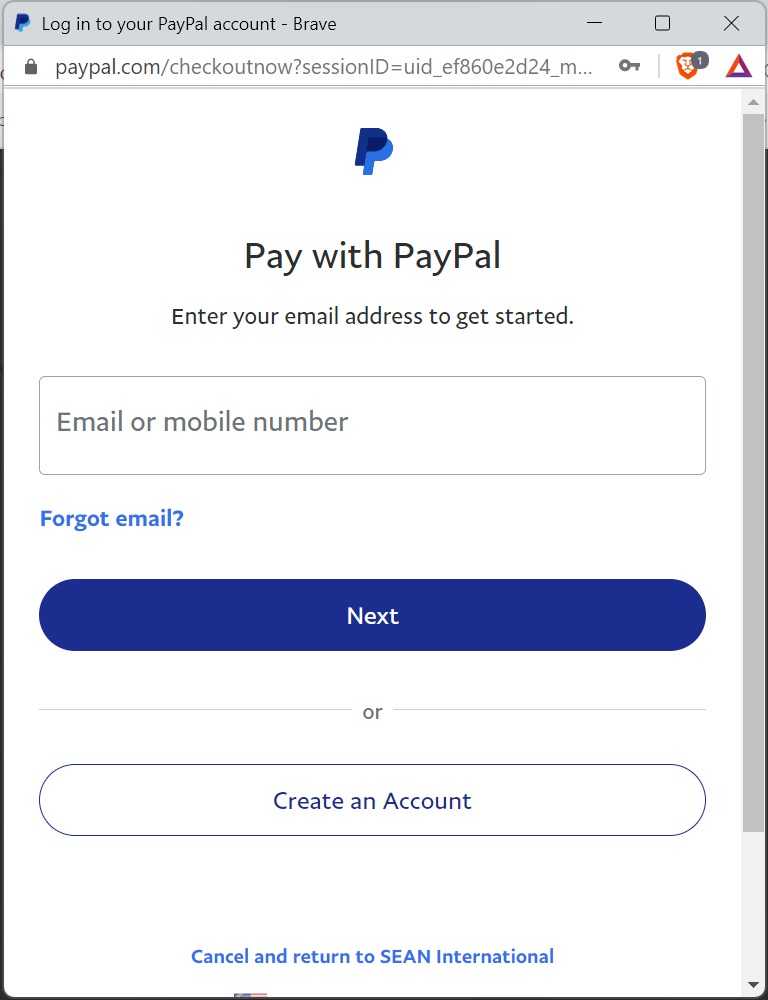 Log in to your PayPal account - Brave
paypal.com/checkoutnow?sessionID=uid_ef860e2d24_m...
1
Pay with PayPal
Enter your email address to get started.
Email or mobile number
Forgot email?
Next
or
Create an Account
Cancel and return to SEAN International